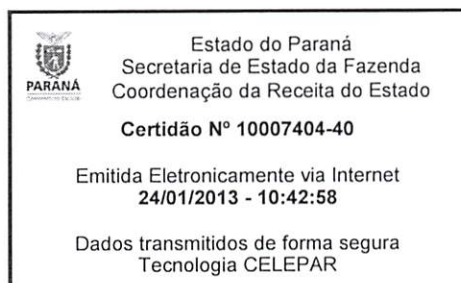 PARANÁ
Estado do Paraná
Secretaria de Estado da Fazenda
Coordenação da Receita do Estado
Certidão Nº 10007404-40
Emitida Eletronicamente via Internet
24/01/2013 - 10:42:58
Dados transmitidos de forma segura
Tecnologia CELEPAR